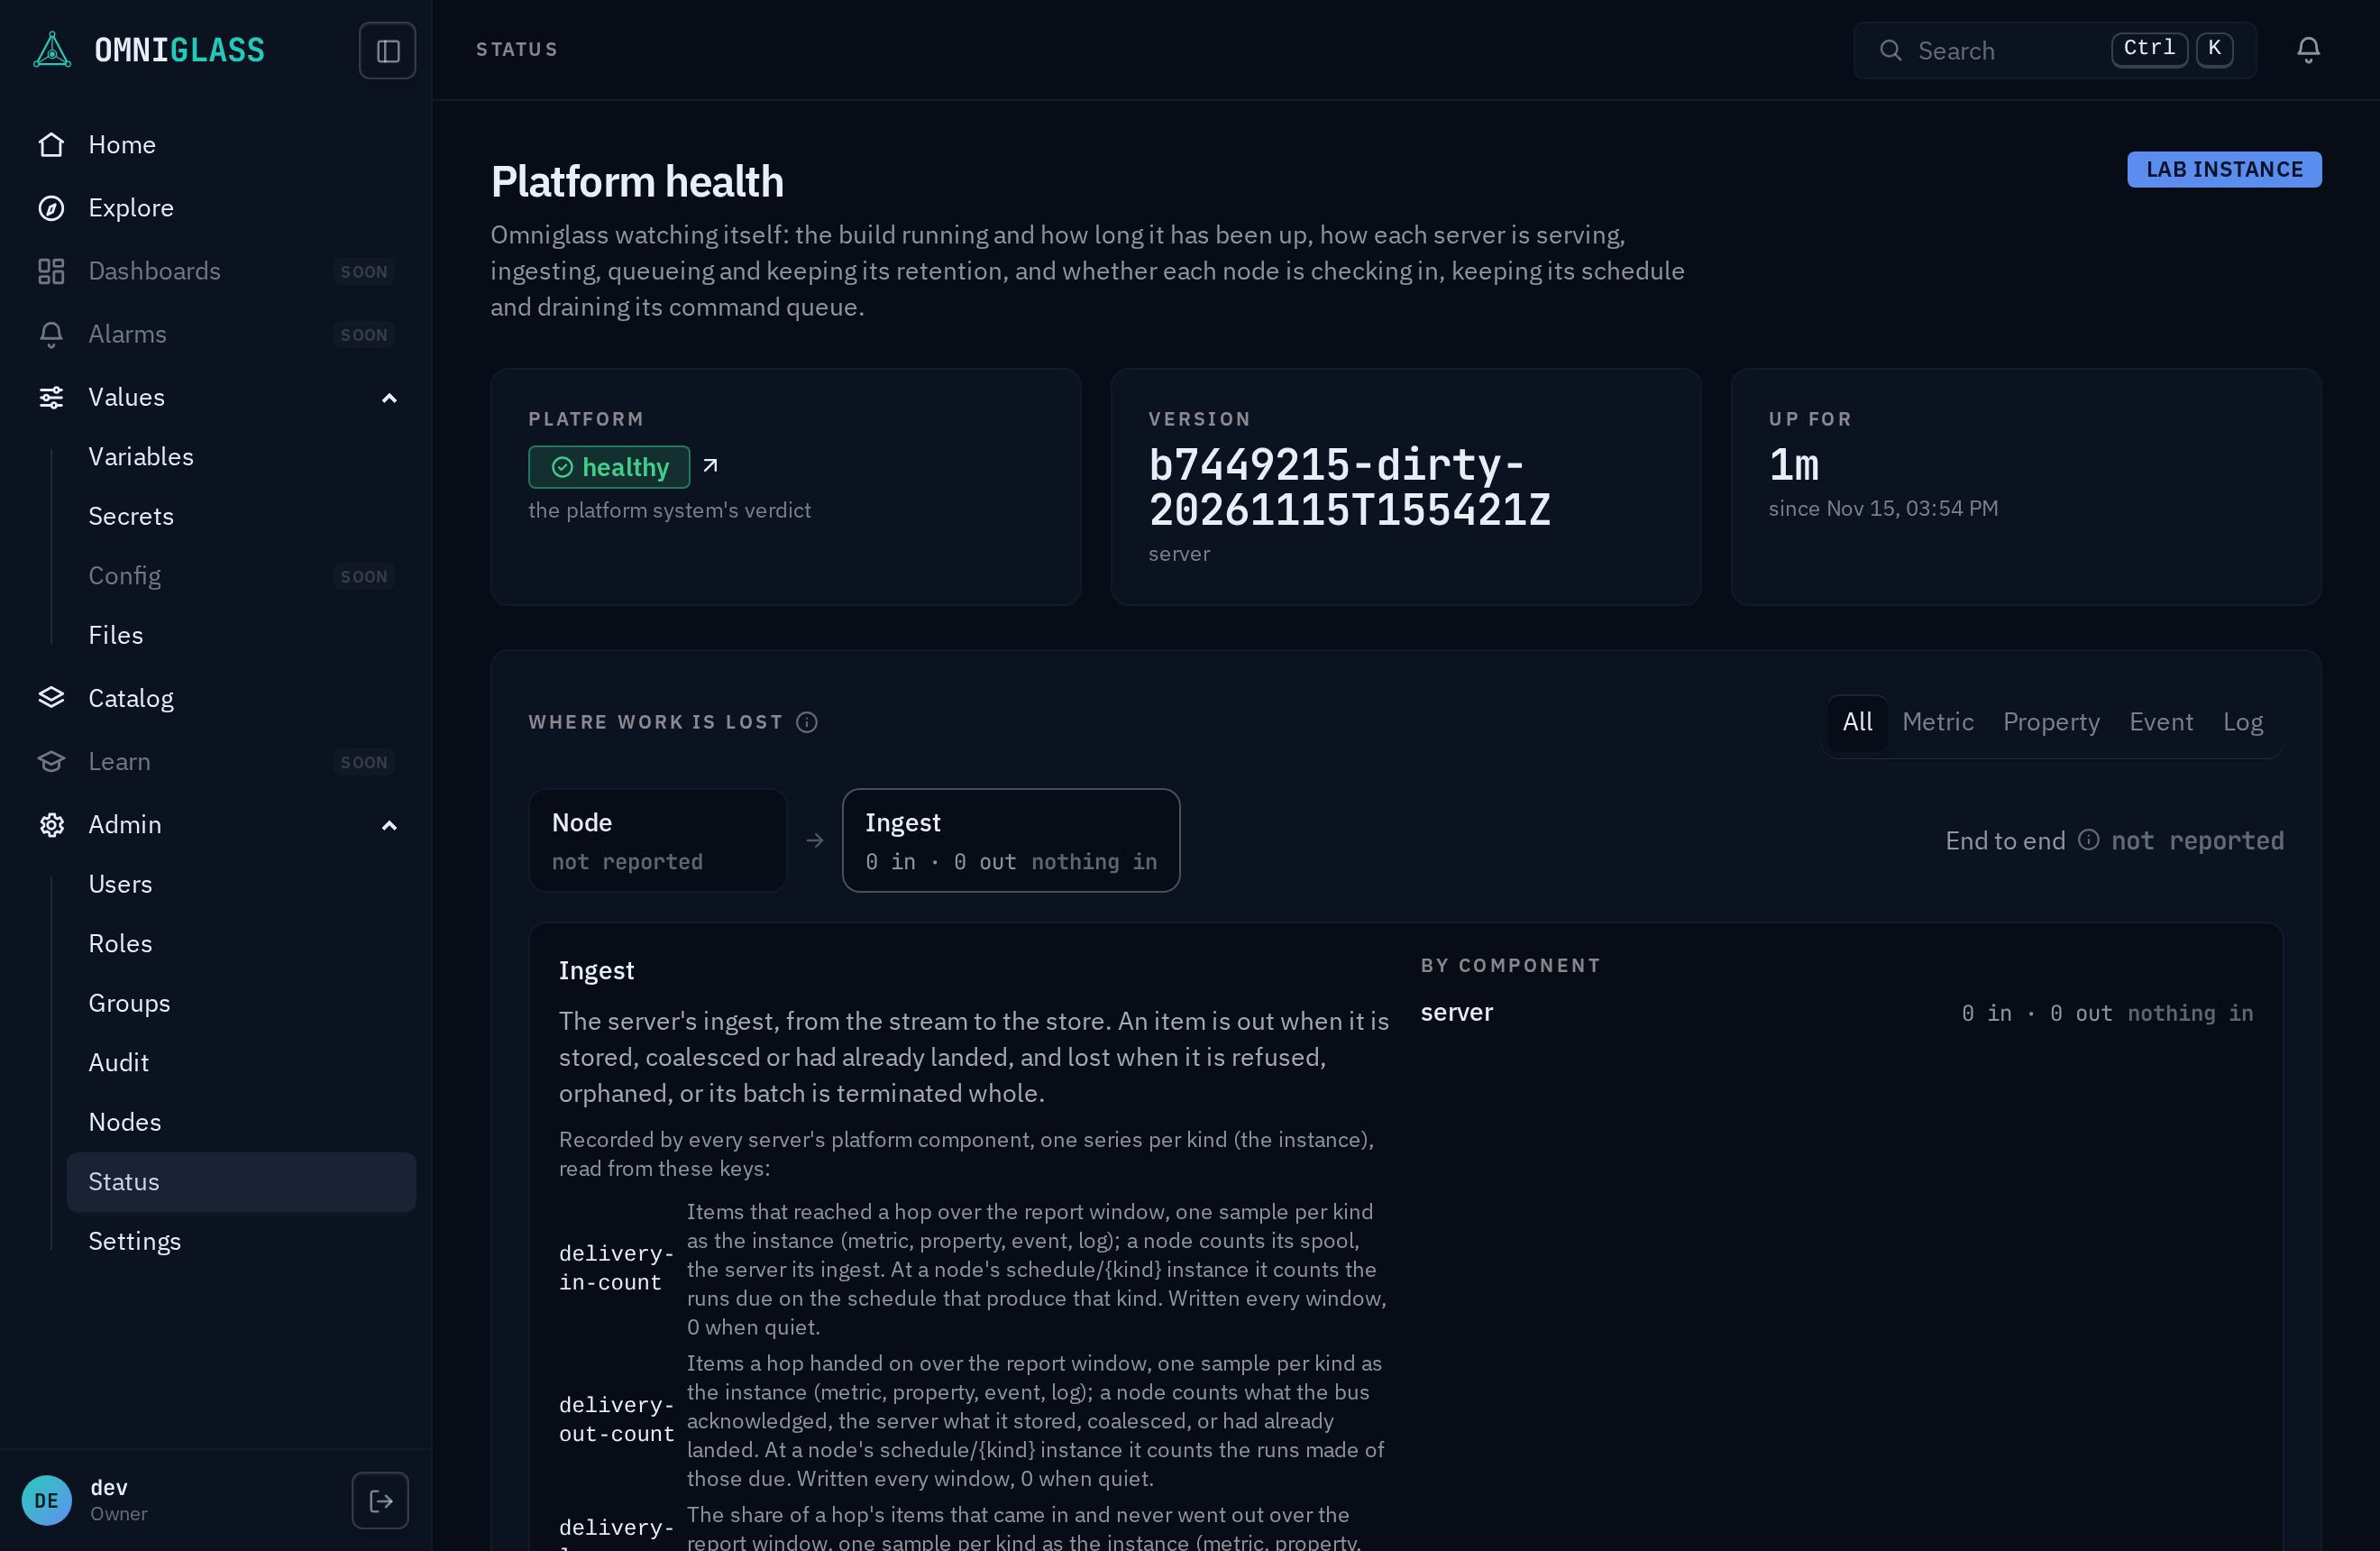 OMNIGLASS
Home
Explore
Dashboards SOON
Alarms SOON
Values
Variables
Secrets
Config SOON
Files
Catalog
Learn SOON
Admin
Users
Roles
Groups
Audit
Nodes
Status
Settings
DE
dev
Owner
STATUS
Search Ctrl K
Platform health
LAB INSTANCE
Omniglass watching itself: the build running and how long it has been up, how each server is serving,
ingesting, queueing and keeping its retention, and whether each node is checking in, keeping its schedule
and draining its command queue.
PLATFORM
healthy
the platform system's verdict
VERSION
b7449215-dirty-
20261115T155421Z
server
UP FOR
1m
since Nov 15, 03:54 PM
WHERE WORK IS LOST
All Metric Property Event Log
Node
not reported
Ingest
0 in · 0 out nothing in
End to end not reported
Ingest
The server's ingest, from the stream to the store. An item is out when it is
stored, coalesced or had already landed, and lost when it is refused,
orphaned, or its batch is terminated whole.
Recorded by every server's platform component, one series per kind (the instance),
read from these keys:
delivery-
in-count
Items that reached a hop over the report window, one sample per kind
as the instance (metric, property, event, log); a node counts its spool,
the server its ingest. At a node's schedule/{kind} instance it counts the
runs due on the schedule that produce that kind. Written every window,
0 when quiet.
delivery-
out-count
Items a hop handed on over the report window, one sample per kind as
the instance (metric, property, event, log); a node counts what the bus
acknowledged, the server what it stored, coalesced, or had already
landed. At a node's schedule/{kind} instance it counts the runs made of
those due. Written every window, 0 when quiet.
delivery-
The share of a hop's items that came in and never went out over the
report window, one sample per kind as the instance (metric, property,
BY COMPONENT
server
0 in · 0 out nothing in